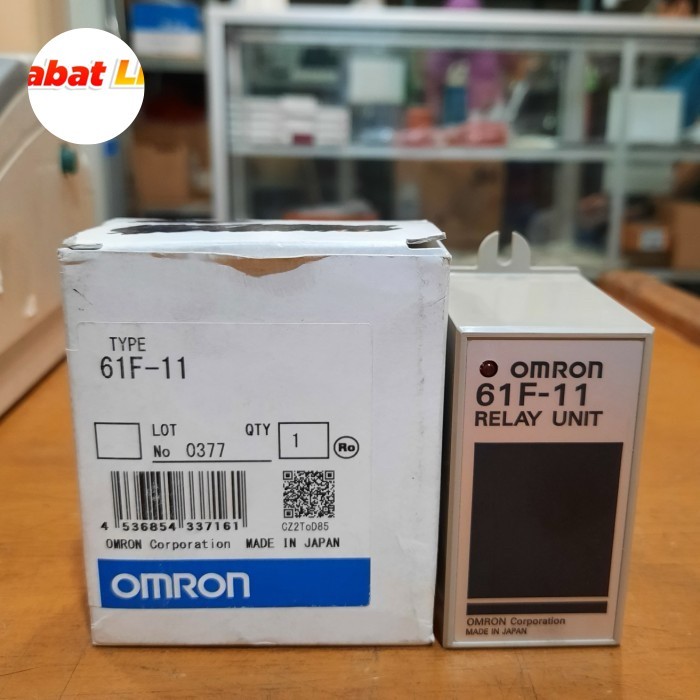 abat Li
TYPE
61F-11
LOT
No 0377
QTY
1
Ro
4 536854 337161
CZ2ToD85
OMRON Corporation MADE IN JAPAN
OMRON
OMRON
61F-11
RELAY UNIT
OMRON Corporation
MADE IN JAPAN